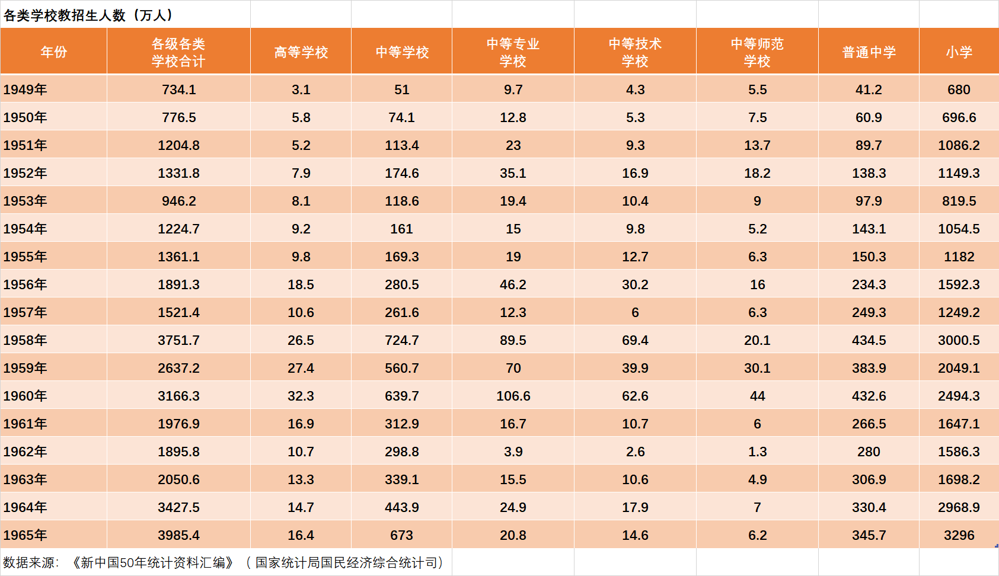 各类学校教招生人数（万人）
年份 各级各类学校合计 高等学校 中等学校 中等专业学校 中等技术学校 中等师范学校 普通中学 小学
1949年 734.1 3.1 51 9.7 4.3 5.5 41.2 680
1950年 776.5 5.8 74.1 12.8 5.3 7.5 60.9 696.6
1951年 1204.8 5.2 113.4 23 9.3 13.7 89.7 1086.2
1952年 1331.8 7.9 174.6 35.1 16.9 18.2 138.3 1149.3
1953年 946.2 8.1 118.6 19.4 10.4 9 97.9 819.5
1954年 1224.7 9.2 161 15 9.8 5.2 143.1 1054.5
1955年 1361.1 9.8 169.3 19 12.7 6.3 150.3 1182
1956年 1891.3 18.5 280.5 46.2 30.2 16 234.3 1592.3
1957年 1521.4 10.6 261.6 12.3 6 6.3 249.3 1249.2
1958年 3751.7 26.5 724.7 89.5 69.4 20.1 434.5 3000.5
1959年 2637.2 27.4 560.7 70 39.9 30.1 383.9 2049.1
1960年 3166.3 32.3 639.7 106.6 62.6 44 432.6 2494.3
1961年 1976.9 16.9 312.9 16.7 10.7 6 266.5 1647.1
1962年 1895.8 10.7 298.8 3.9 2.6 1.3 280 1586.3
1963年 2050.6 13.3 339.1 15.5 10.6 4.9 306.9 1698.2
1964年 3427.5 14.7 443.9 24.9 17.9 7 330.4 2968.9
1965年 3985.4 16.4 673 20.8 14.6 6.2 345.7 3296
数据来源：《新中国50年统计资料汇编》（ 国家统计局国民经济综合统计司）